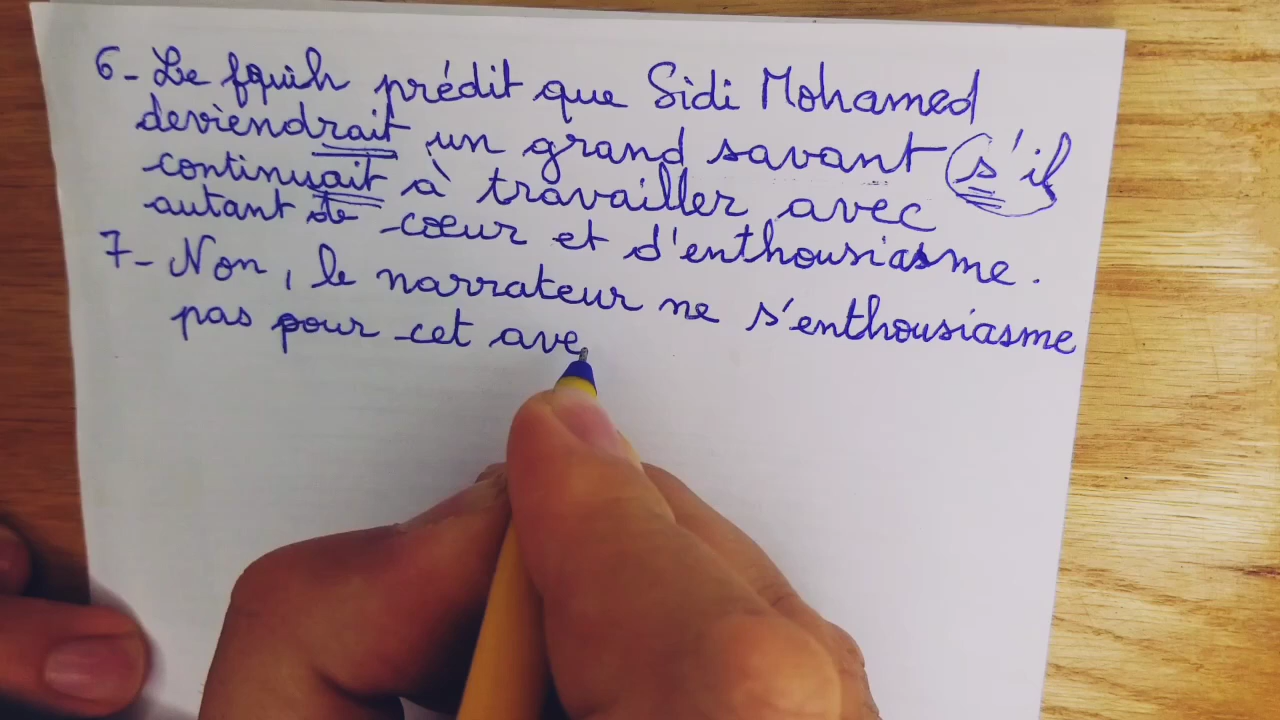 6- Le fquih prédit que Sidi Mohamed
deviendrait un grand savant s'il
continuait à travailler avec
autant de coeur et d'enthousiasme.
7- Non, le narrateur ne s'enthousiasme
pas pour cet ave